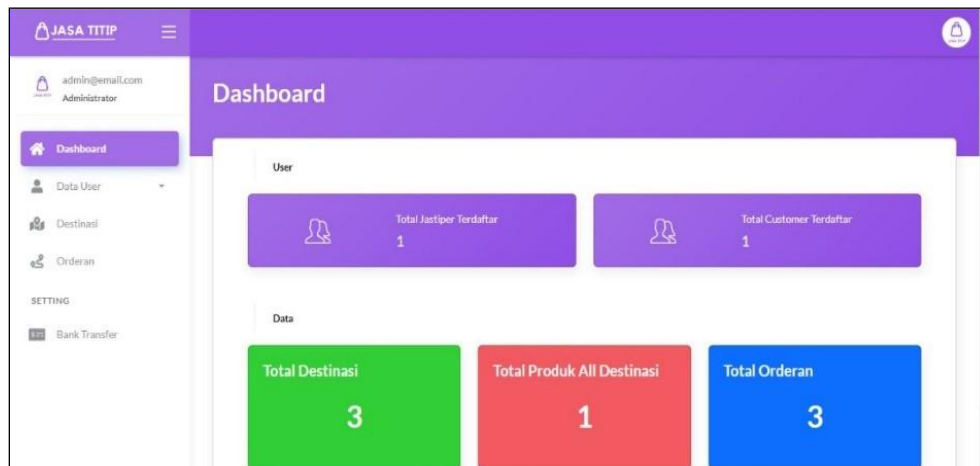 JASA TITIP
admin@email.com
Administrator
Dashboard
Dashboard
Data User
Destinasi
Orderan
SETTING
Bank Transfer
User
Total Jastiper Terdaftar
1
Total Customer Terdaftar
1
Data
Total Destinasi
3
Total Produk All Destinasi
1
Total Orderan
3